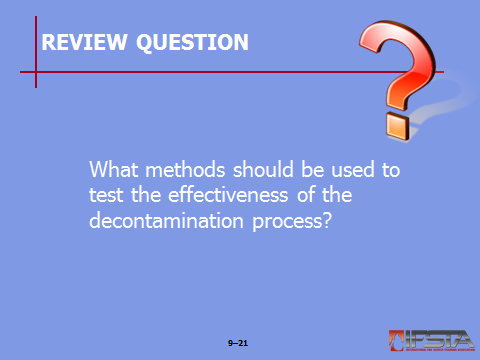 REVIEW QUESTION
What methods should be used to
test the effectiveness of the
decontamination process?
9–21
IFSTA